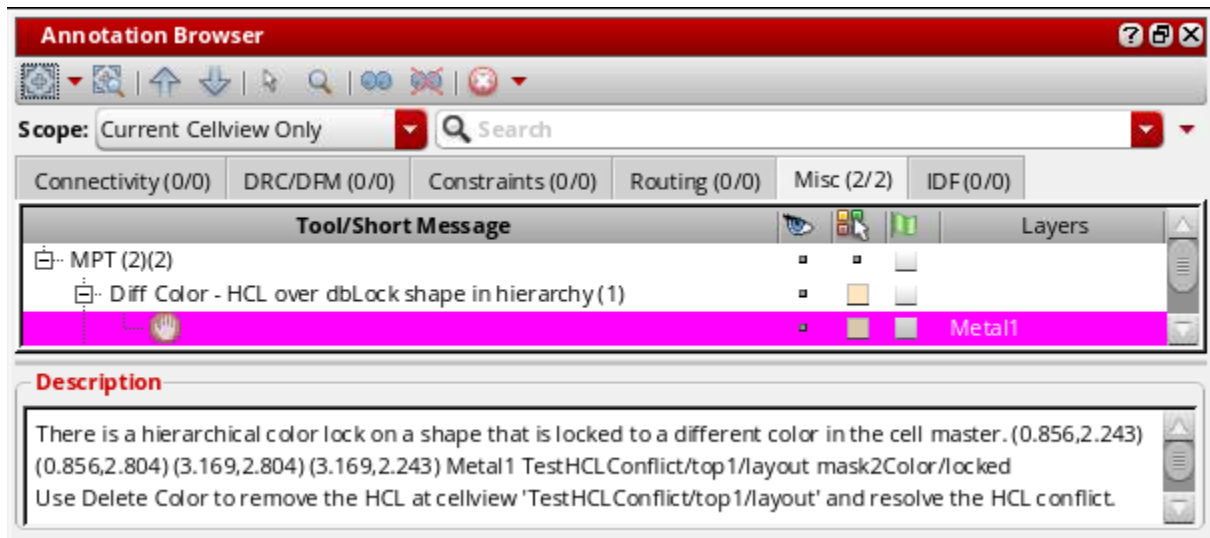 Annotation Browser
Scope: Current Cellview Only Search
Connectivity (0/0) DRC/DFM (0/0) Constraints (0/0) Routing (0/0) Misc (2/2) IDF(0/0)
Tool/Short Message Layers
MPT (2)(2)
Diff Color - HCL over dbLock shape in hierarchy (1)
Metal1
Description
There is a hierarchical color lock on a shape that is locked to a different color in the cell master. (0.856,2.243)
(0.856,2.804) (3.169,2.804) (3.169,2.243) Metal1 TestHCLConflict/top1/layout mask2Color/locked
Use Delete Color to remove the HCL at cellview 'TestHCLConflict/top1/layout' and resolve the HCL conflict.